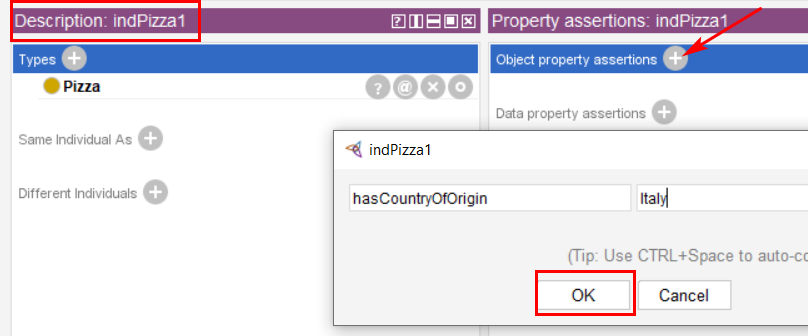 Description: indPizza1
Property assertions: indPizza1
Types
Object property assertions
Pizza
Data property assertions
Same Individual As
indPizza1
Different Individuals
hasCountryOfOrigin
Italy
(Tip: Use CTRL+Space to auto-co
OK
Cancel